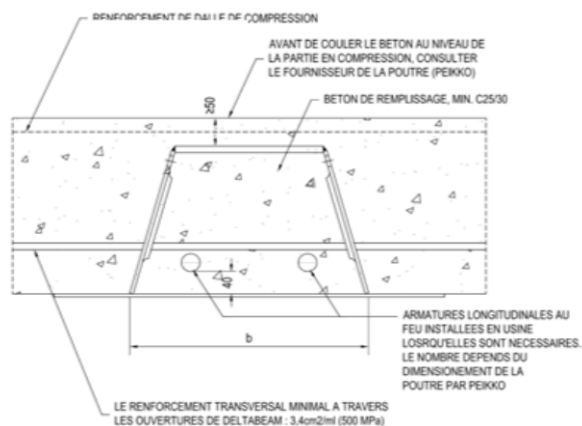 RENFORCEMENT DE DALLE DE COMPRESSION
AVANT DE COULER LE BETON AU NIVEAU DE
LA PARTIE EN COMPRESSION, CONSULTER
LE FOURNISSEUR DE LA POUTRE (PEIKKO)
≥50
BETON DE REMPLISSAGE, MIN. C25/30
40
b
ARMATURES LONGITUDINALES AU
FEU INSTALLEES EN USINE
LOSRQU'ELLES SONT NECESSAIRES.
LE NOMBRE DEPENDS DU
DIMENSIONEMENT DE LA
POUTRE PAR PEIKKO
LE RENFORCEMENT TRANSVERSAL MINIMAL A TRAVERS
LES OUVERTURES DE DELTABEAM : 3,4cm2/ml (500 MPa)